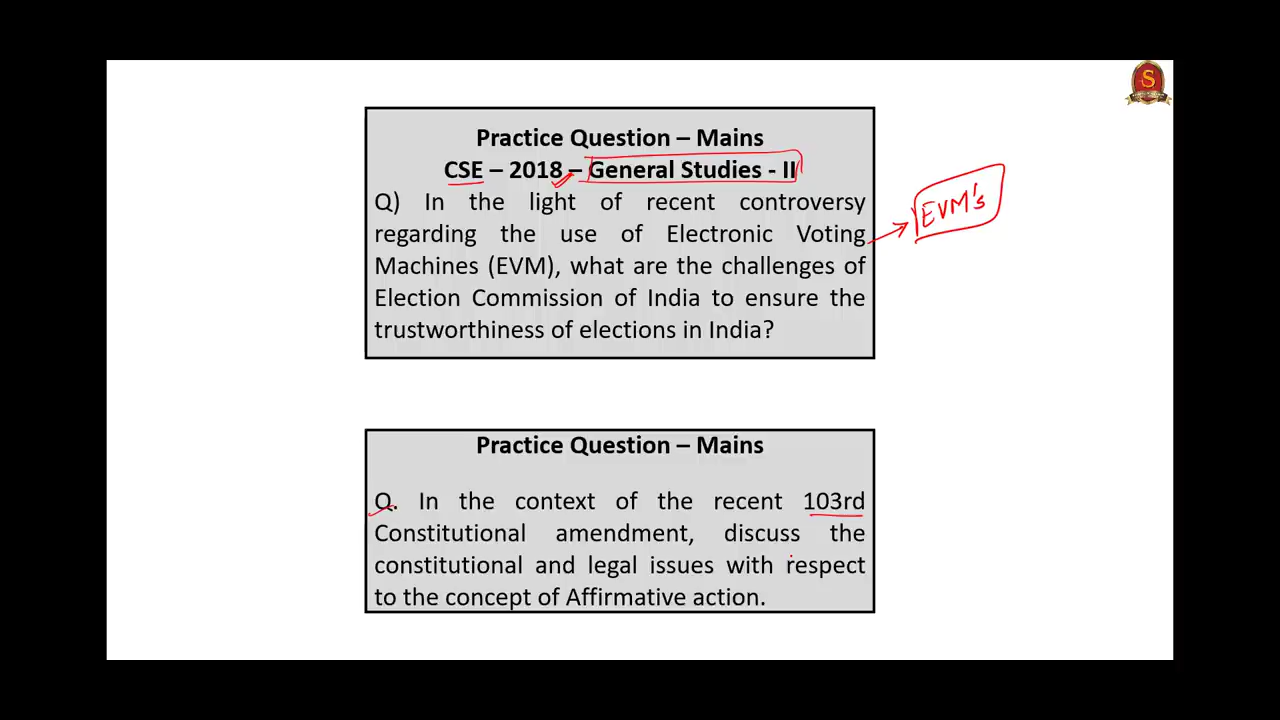 S
Practice Question – Mains
CSE – 2018 – General Studies - II
Q) In the light of recent controversy
regarding the use of Electronic Voting
Machines (EVM), what are the challenges of
Election Commission of India to ensure the
trustworthiness of elections in India?
EVM's
Practice Question – Mains
Q. In the context of the recent 103rd
Constitutional amendment, discuss the
constitutional and legal issues with respect
to the concept of Affirmative action.